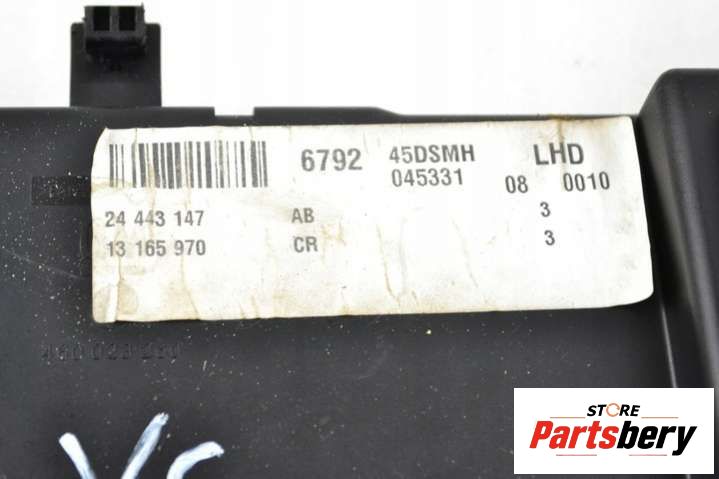 6792 45DSMH LHD
045331 08 0010
24 443 147 AB 3
13 165 970 CR 3
STORE
Partsbery